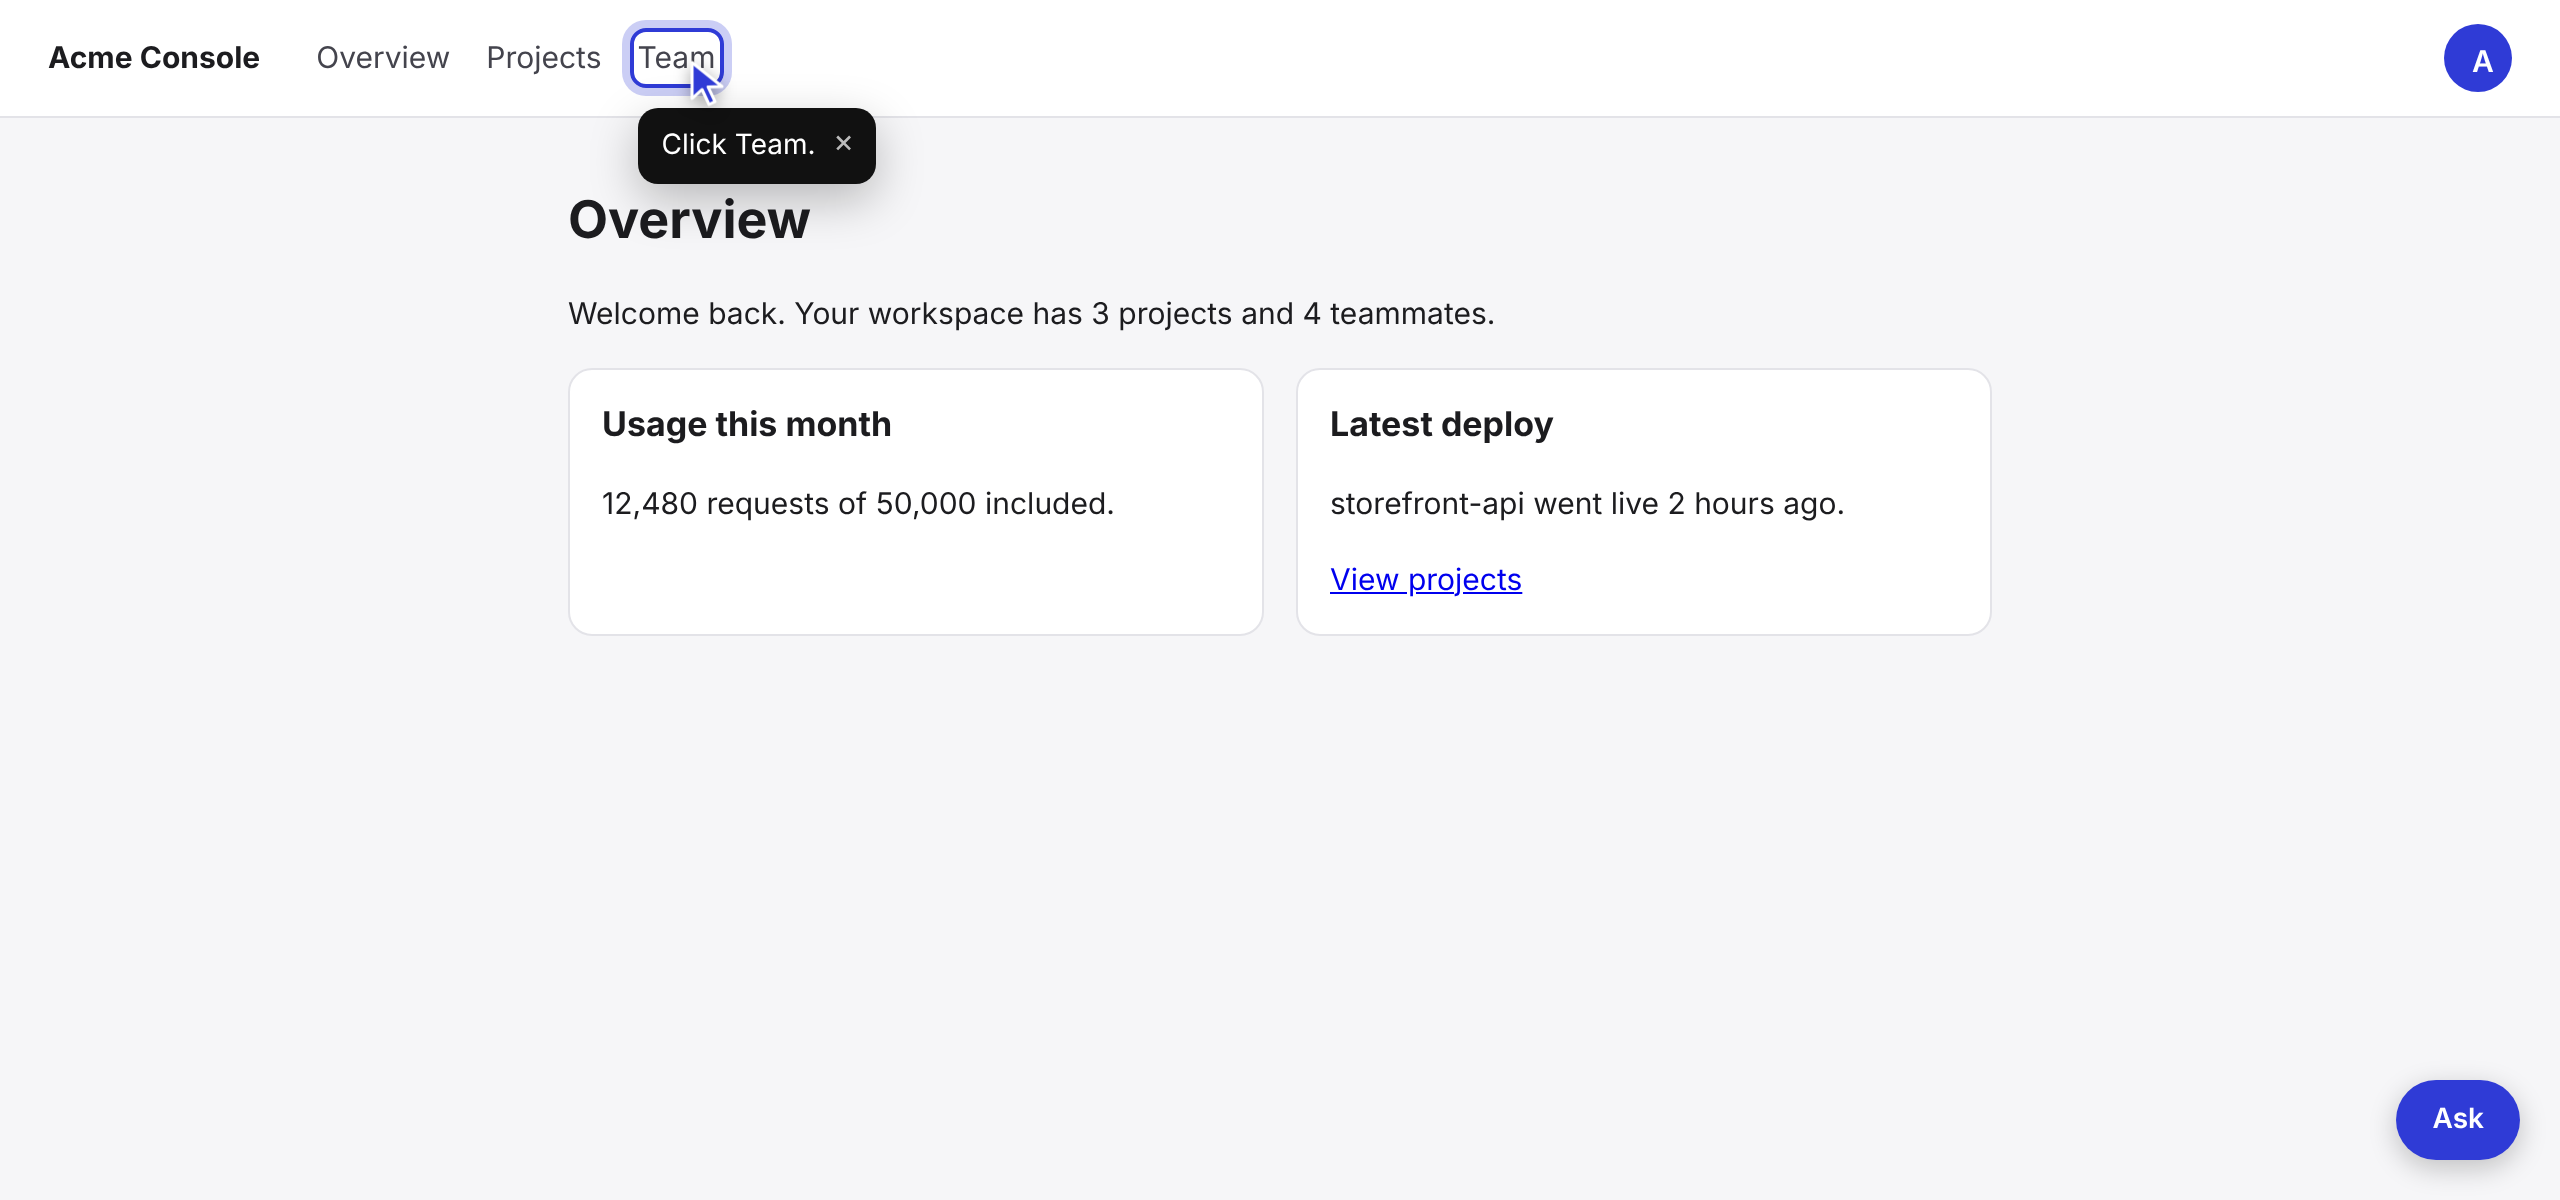 Acme Console Overview Projects Team A
Click Team. ×
Overview
Welcome back. Your workspace has 3 projects and 4 teammates.
Usage this month
12,480 requests of 50,000 included.
Latest deploy
storefront-api went live 2 hours ago.
View projects
Ask